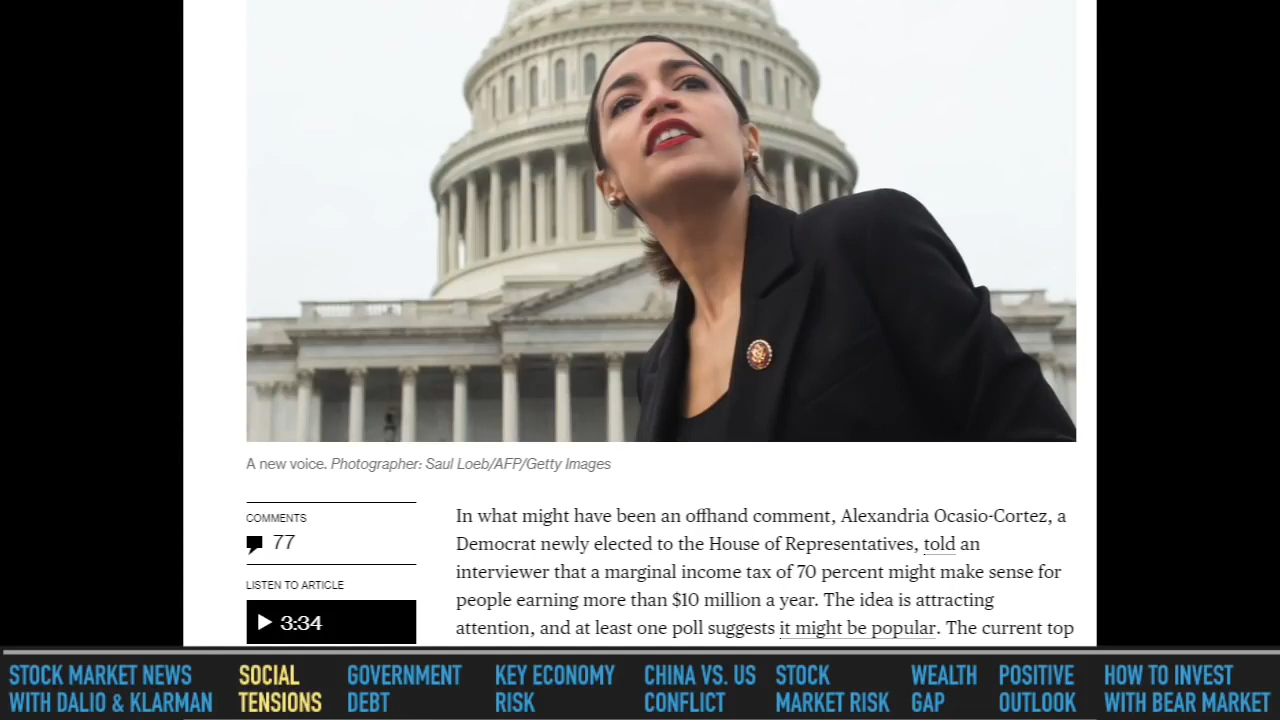 A new voice. Photographer: Saul Loeb/AFP/Getty Images
COMMENTS
77
LISTEN TO ARTICLE
3:34
In what might have been an offhand comment, Alexandria Ocasio-Cortez, a
Democrat newly elected to the House of Representatives, told an
interviewer that a marginal income tax of 70 percent might make sense for
people earning more than $10 million a year. The idea is attracting
attention, and at least one poll suggests it might be popular. The current top
STOCK MARKET NEWS
WITH DALIO & KLARMAN
SOCIAL
TENSIONS
GOVERNMENT
DEBT
KEY ECONOMY
RISK
CHINA VS. US
CONFLICT
STOCK
MARKET RISK
WEALTH
GAP
POSITIVE
OUTLOOK
HOW TO INVEST
WITH BEAR MARKET